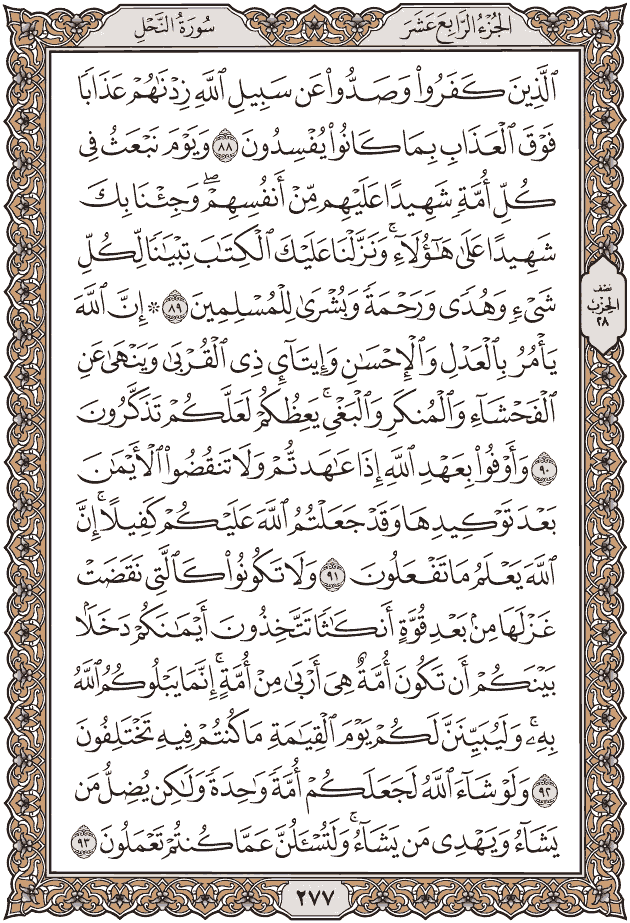 سُورَةُ النَّحْلِ
الجُزْءُ الرَّابِعَ عَشَرَ
ٱلَّذِينَ كَفَرُوا۟ وَصَدُّوا۟ عَن سَبِيلِ ٱللَّهِ زِدْنَٰهُمْ عَذَابًا
فَوْقَ ٱلْعَذَابِ بِمَا كَانُوا۟ يُفْسِدُونَ ٨٨ وَيَوْمَ نَبْعَثُ فِى
كُلِّ أُمَّةٍ شَهِيدًا عَلَيْهِم مِّنْ أَنفُسِهِمْ ۖ وَجِئْنَا بِكَ
شَهِيدًا عَلَىٰ هَٰٓؤُلَآءِ ۚ وَنَزَّلْنَا عَلَيْكَ ٱلْكِتَٰبَ تِبْيَٰنًا لِّكُلِّ
شَىْءٍ وَهُدًى وَرَحْمَةً وَبُشْرَىٰ لِلْمُسْلِمِينَ ٨٩ ۞ إِنَّ ٱللَّهَ
يَأْمُرُ بِٱلْعَدْلِ وَٱلْإِحْسَٰنِ وَإِيتَآئِ ذِى ٱلْقُرْبَىٰ وَيَنْهَىٰ عَنِ
ٱلْفَحْشَآءِ وَٱلْمُنكَرِ وَٱلْبَغْىِ ۚ يَعِظُكُمْ لَعَلَّكُمْ تَذَكَّرُونَ
٩٠ وَأَوْفُوا۟ بِعَهْدِ ٱللَّهِ إِذَا عَٰهَدتُّمْ وَلَا تَنقُضُوا۟ ٱلْأَيْمَٰنَ
بَعْدَ تَوْكِيدِهَا وَقَدْ جَعَلْتُمُ ٱللَّهَ عَلَيْكُمْ كَفِيلًا ۚ إِنَّ
ٱللَّهَ يَعْلَمُ مَا تَفْعَلُونَ ٩١ وَلَا تَكُونُوا۟ كَٱلَّتِى نَقَضَتْ
غَزْلَهَا مِنۢ بَعْدِ قُوَّةٍ أَنكَٰثًا تَتَّخِذُونَ أَيْمَٰنَكُمْ دَخَلًۢا
بَيْنَكُمْ أَن تَكُونَ أُمَّةٌ هِىَ أَرْبَىٰ مِنْ أُمَّةٍ ۚ إِنَّمَا يَبْلُوكُمُ ٱللَّهُ
بِهِۦ ۚ وَلَيُبَيِّنَنَّ لَكُمْ يَوْمَ ٱلْقِيَٰمَةِ مَا كُنتُمْ فِيهِ تَخْتَلِفُونَ
٩٢ وَلَوْ شَآءَ ٱللَّهُ لَجَعَلَكُمْ أُمَّةً وَٰحِدَةً وَلَٰكِن يُضِلُّ مَن
يَشَآءُ وَيَهْدِى مَن يَشَآءُ ۚ وَلَتُسْـَٔلُنَّ عَمَّا كُنتُمْ تَعْمَلُونَ ٩٣
نصف
الحزب
٢٨
٢٧٧